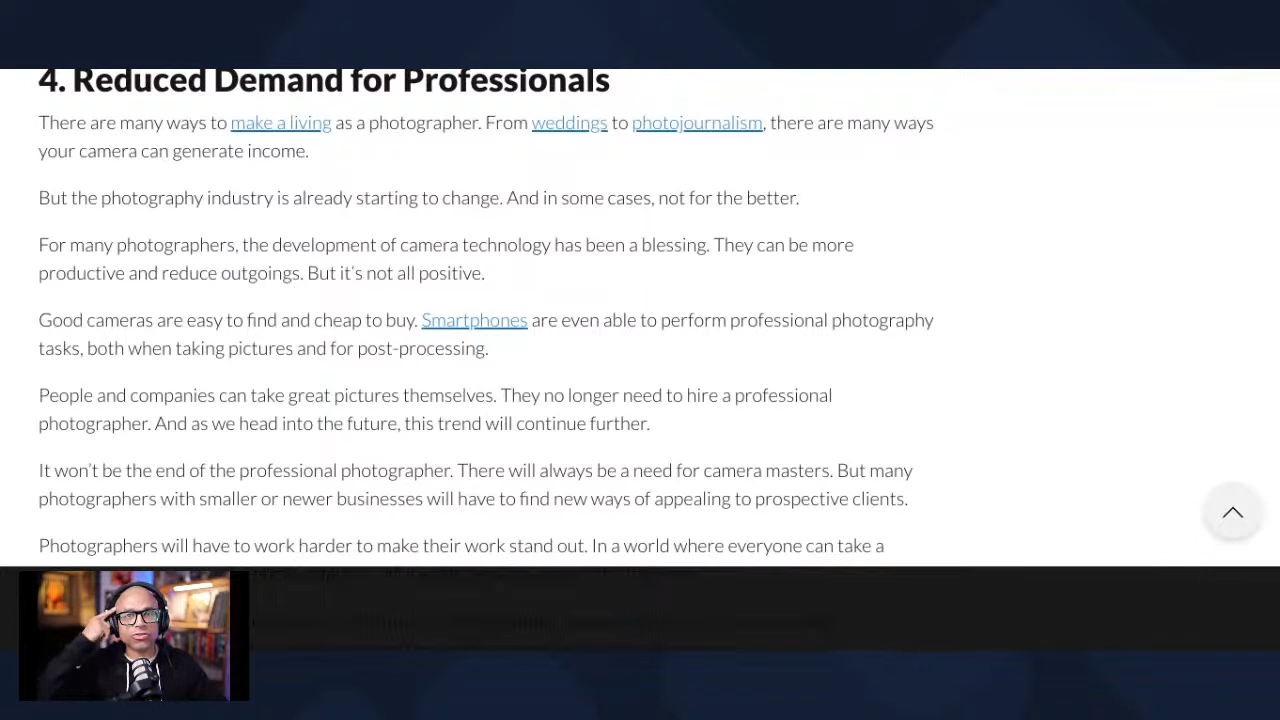 4. Reduced Demand for Professionals
There are many ways to make a living as a photographer. From weddings to photojournalism, there are many ways
your camera can generate income.
But the photography industry is already starting to change. And in some cases, not for the better.
For many photographers, the development of camera technology has been a blessing. They can be more
productive and reduce outgoings. But it’s not all positive.
Good cameras are easy to find and cheap to buy. Smartphones are even able to perform professional photography
tasks, both when taking pictures and for post-processing.
People and companies can take great pictures themselves. They no longer need to hire a professional
photographer. And as we head into the future, this trend will continue further.
It won’t be the end of the professional photographer. There will always be a need for camera masters. But many
photographers with smaller or newer businesses will have to find new ways of appealing to prospective clients.
Photographers will have to work harder to make their work stand out. In a world where everyone can take a